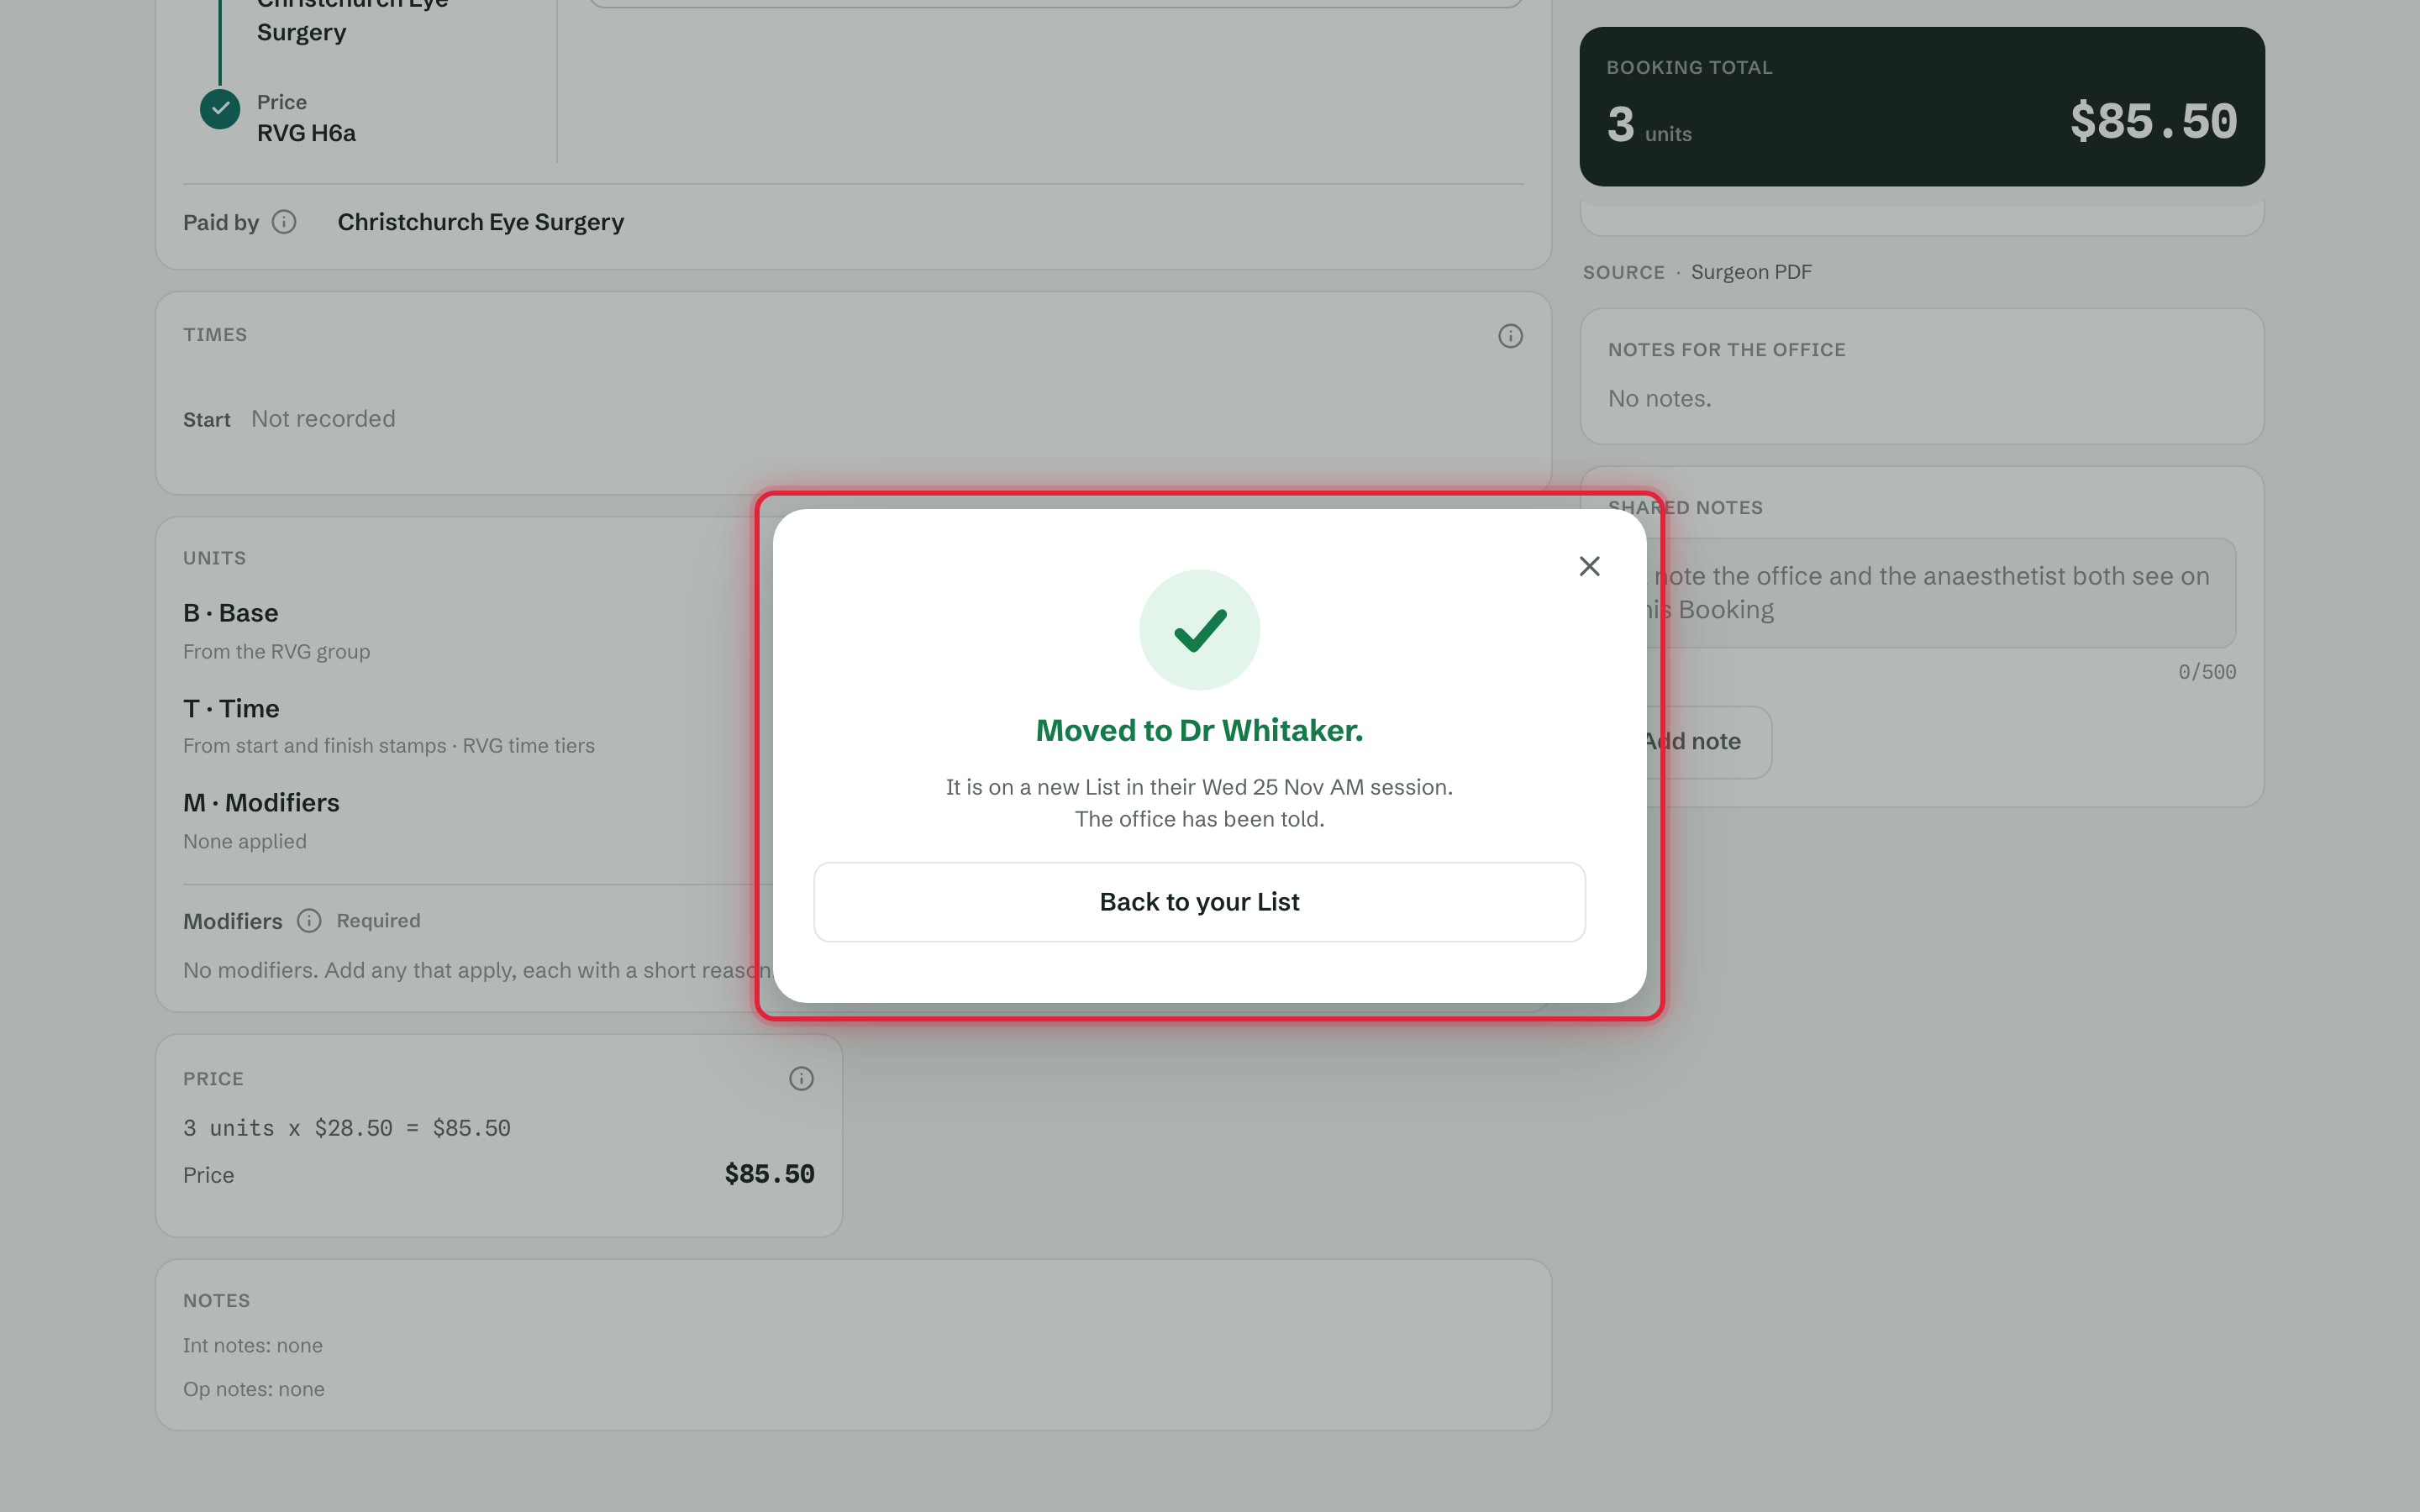 Christchurch Eye
Surgery
Price
RVG H6a
Paid by
Christchurch Eye Surgery
BOOKING TOTAL
3 units
$85.50
SOURCE · Surgeon PDF
TIMES
Start Not recorded
NOTES FOR THE OFFICE
No notes.
UNITS
B · Base
From the RVG group
T · Time
From start and finish stamps · RVG time tiers
M · Modifiers
None applied
Modifiers Required
No modifiers. Add any that apply, each with a short reason
SHARED NOTES
note the office and the anaesthetist both see on
his Booking
0/500
Add note
Moved to Dr Whitaker.
It is on a new List in their Wed 25 Nov AM session.
The office has been told.
Back to your List
PRICE
3 units x $28.50 = $85.50
Price
$85.50
NOTES
Int notes: none
Op notes: none